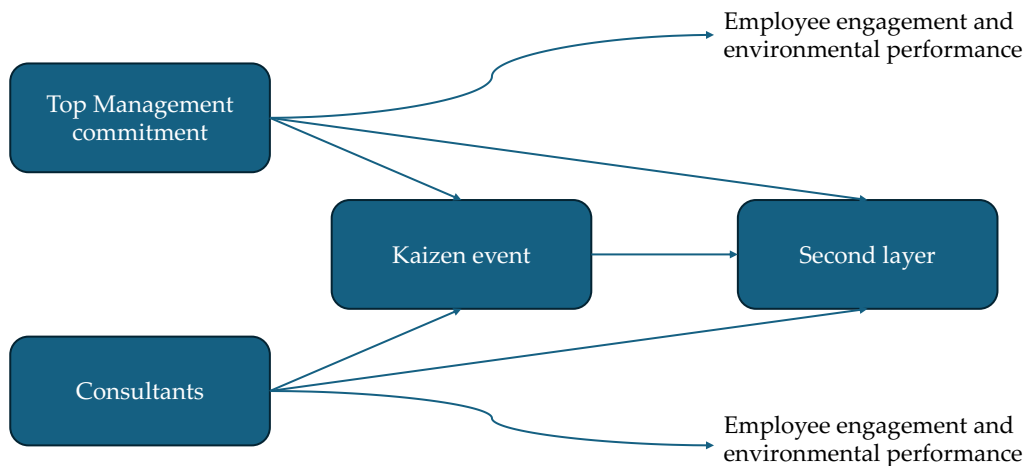 Employee engagement and
environmental performance
Top Management
commitment
Kaizen event
Second layer
Consultants
Employee engagement and
environmental performance